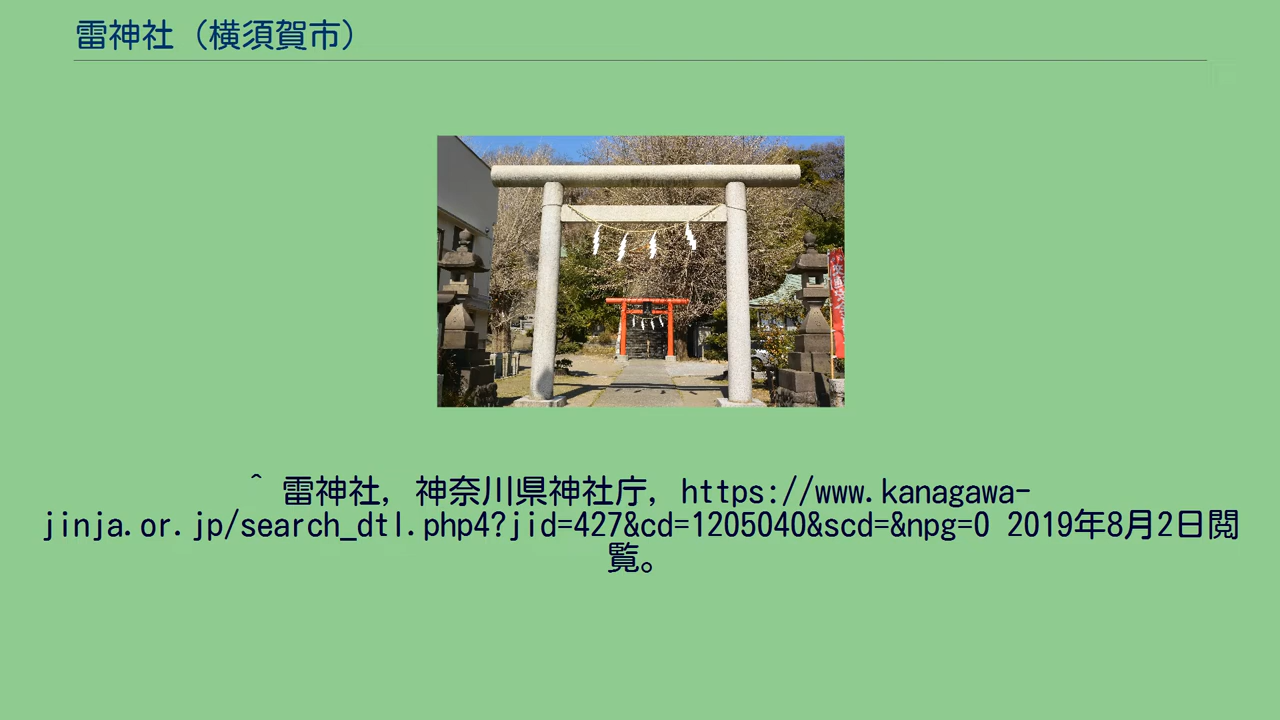 雷神社（横須賀市）
^ 雷神社, 神奈川県神社庁, https://www.kanagawa-
jinja.or.jp/search_dtl.php4?jid=427&cd=1205040&scd=&npg=0 2019年8月2日閲
覧。